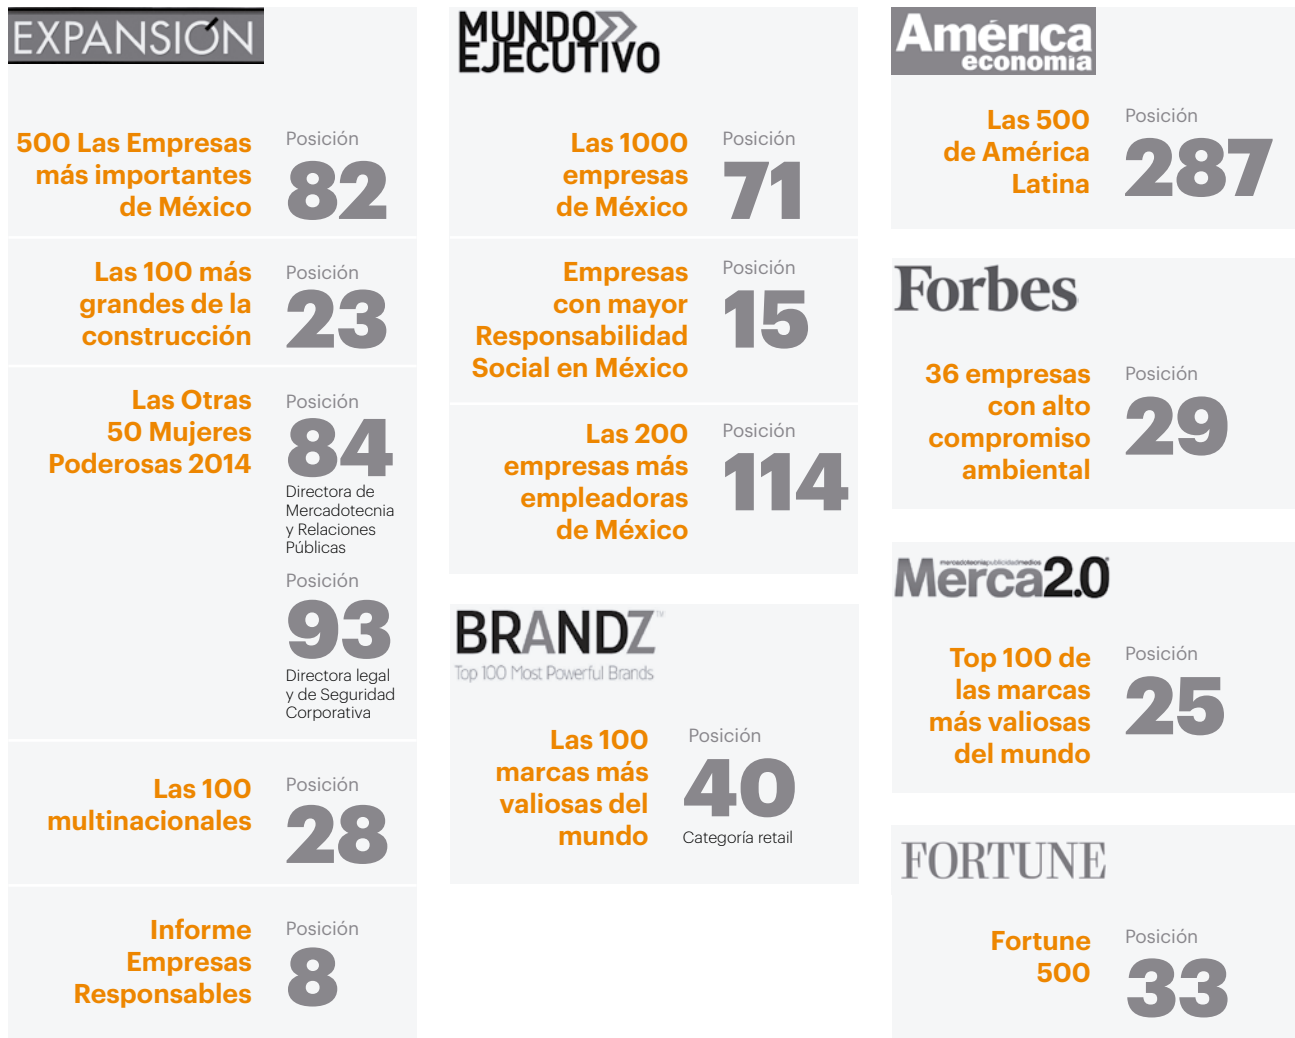 EXPANSIÓN
500 Las Empresas
más importantes
de México
Posición
82
Las 100 más
grandes de la
construcción
Posición
23
Las Otras
50 Mujeres
Poderosas 2014
Posición
84
Directora de
Mercadotecnia
y Relaciones
Públicas
Posición
93
Directora legal
y de Seguridad
Corporativa
Las 100
multinacionales
Posición
28
Informe
Empresas
Responsables
Posición
8
MUNDO
EJECUTIVO
Las 1000
empresas
de México
Posición
71
Empresas
con mayor
Responsabilidad
Social en México
Posición
15
Las 200
empresas más
empleadoras
de México
Posición
114
BRANDZ™
Top 100 Most Powerful Brands
Las 100
marcas más
valiosas del
mundo
Posición
40
Categoría retail
América
economía
Las 500
de América
Latina
Posición
287
Forbes
36 empresas
con alto
compromiso
ambiental
Posición
29
mercadotecniapublicidadmedios
Merca2.0
Top 100 de
las marcas
más valiosas
del mundo
Posición
25
FORTUNE
Fortune
500
Posición
33